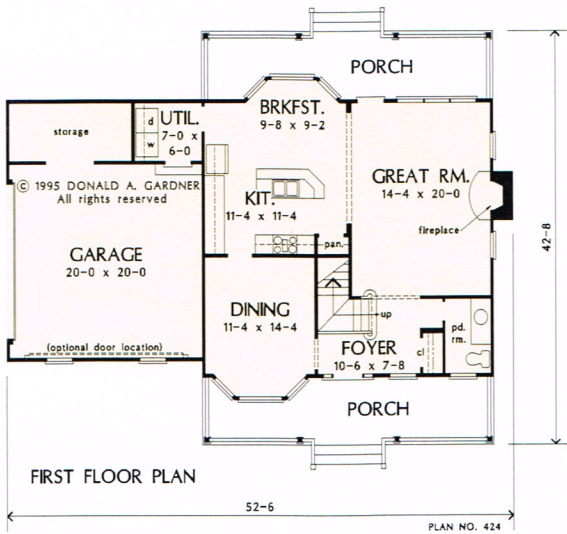 PORCH
UTIL.
7-0 x
6-0
d
w
storage
BRKFST.
9-8 x 9-2
© 1995 DONALD A. GARDNER
All rights reserved
GREAT RM.
14-4 x 20-0
fireplace
KIT.
11-4 x 11-4
pan.
GARAGE
20-0 x 20-0
42-8
DINING
11-4 x 14-4
up
FOYER
10-6 x 7-8
cl
pd.
rm.
(optional door location)
PORCH
FIRST FLOOR PLAN
52-6
PLAN NO. 424